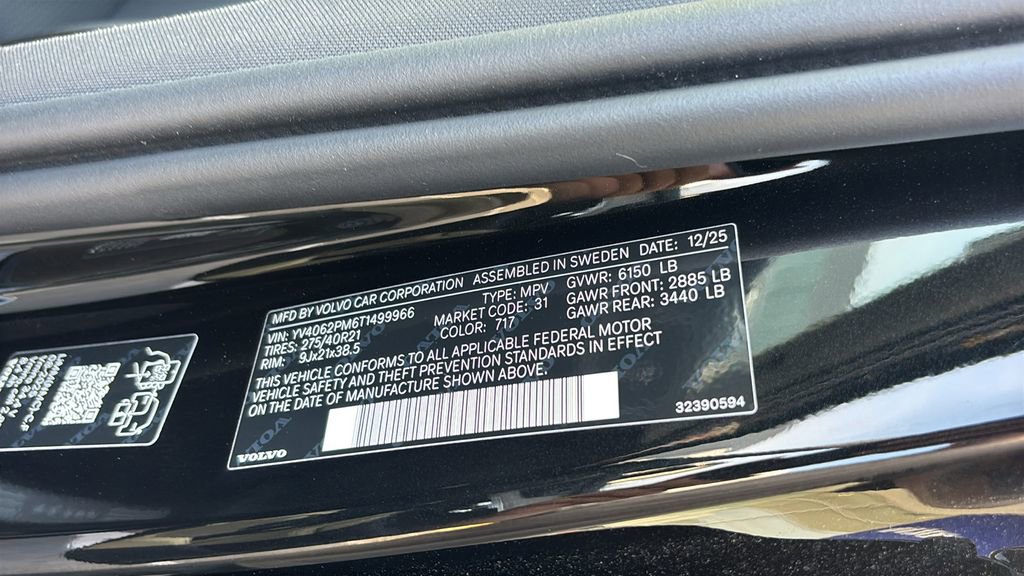 MFD BY VOLVO CAR CORPORATION ASSEMBLED IN SWEDEN DATE: 12/25
VIN: YV4062PM6T1499966 TYPE: MPV GVWR: 6150 LB
TIRES: 275/40R21 MARKET CODE: 31 GAWR FRONT: 2885 LB
RIM: 9Jx21x38.5 COLOR: 717 GAWR REAR: 3440 LB
THIS VEHICLE CONFORMS TO ALL APPLICABLE FEDERAL MOTOR
VEHICLE SAFETY AND THEFT PREVENTION STANDARDS IN EFFECT
ON THE DATE OF MANUFACTURE SHOWN ABOVE.
32390594
VOLVO